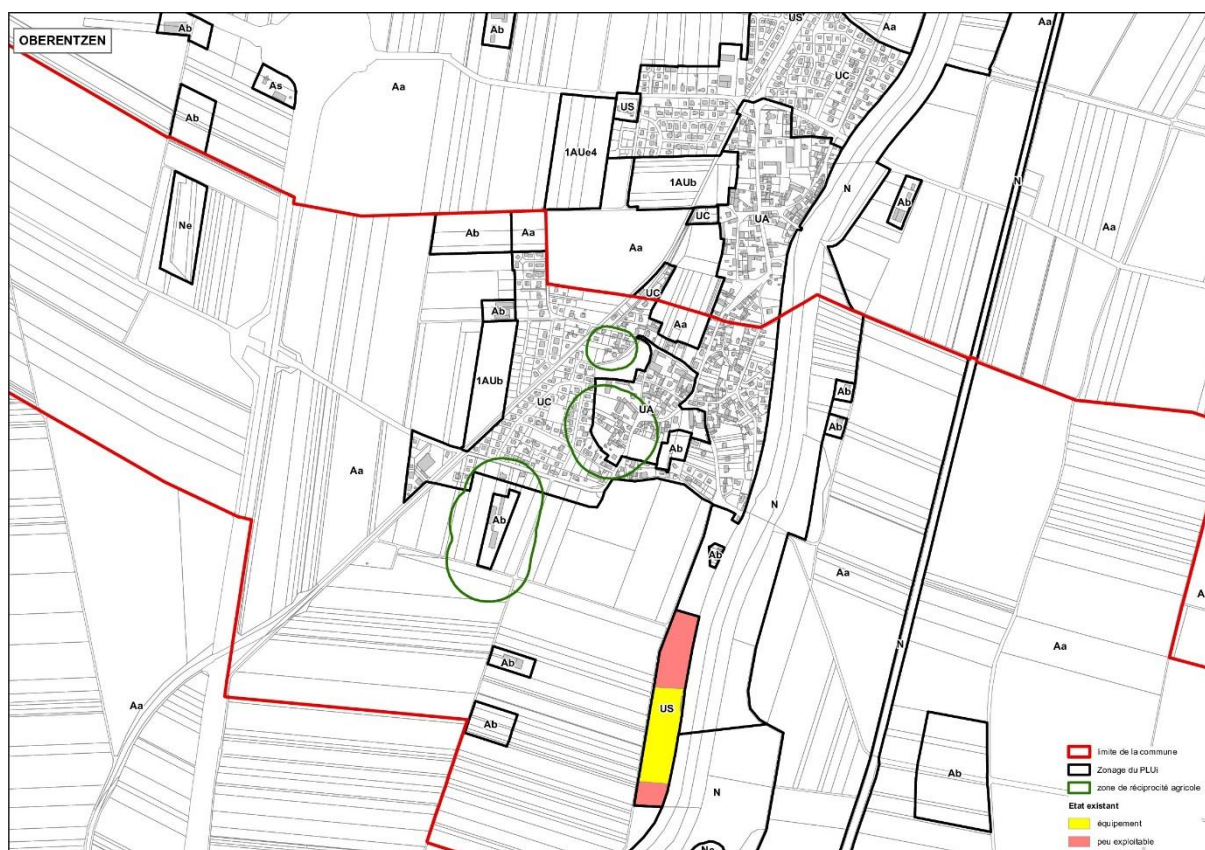 OBERENTZEN
Ab
Ab
US
Aa
Aa
As
Aa
UC
US
Ab
1AUe4
N
1AUb
N
Ab
Ne
UC
UA
Aa
Ab
Aa
Aa
UC
Ab
Aa
1AUb
UC
UA
Ab
Ab
Ab
Aa
Ab
N
Ab
Aa
Aa
N
Ab
Aa
US
Ab
N
Ab
limite de la commune
Zonage du PLUi
zone de réciprocité agricole
Etat existant
équipement
peu exploitable